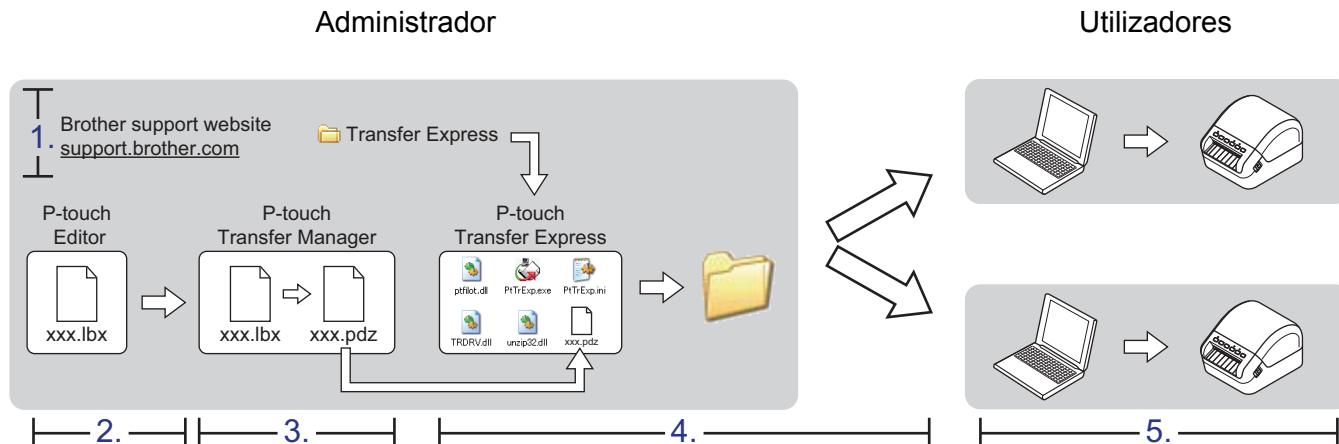 Administrador
Utilizadores
1.
Brother support website
support.brother.com
Transfer Express
P-touch
Editor
xxx.lbx
P-touch
Transfer Manager
xxx.lbx
xxx.pdz
P-touch
Transfer Express
ptfilot.dll
PtTrExp.exe
PtTrExp.ini
TRDRV.dll
unzip32.dll
xxx.pdz
2.
3.
4.
5.